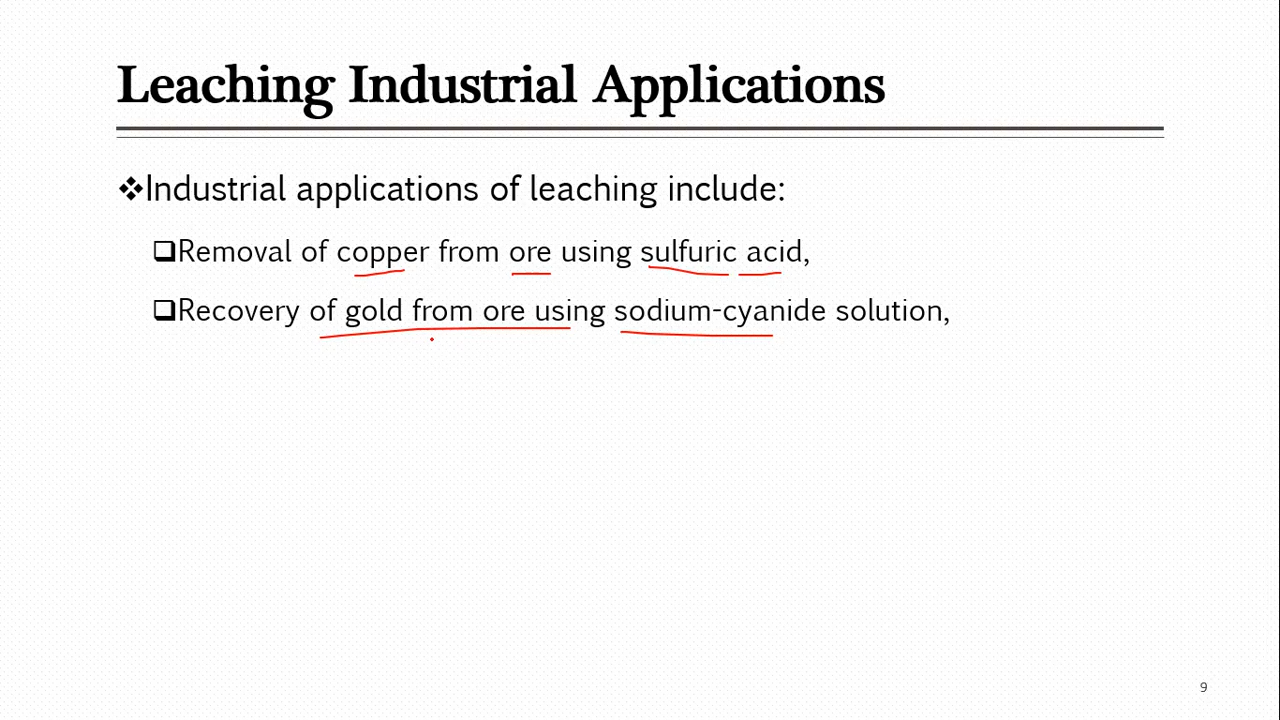 Leaching Industrial Applications
❖Industrial applications of leaching include:
❑Removal of copper from ore using sulfuric acid,
❑Recovery of gold from ore using sodium-cyanide solution,
9